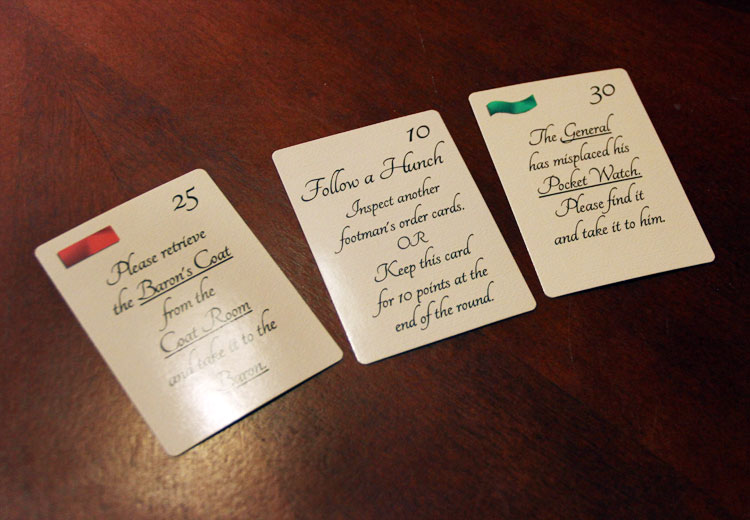 25
Please retrieve
the Baron's Coat
from the
Coat Room
and take it to the
Baron.
10
Follow a Hunch
Inspect another
footman's order cards.
OR
Keep this card
for 10 points at the
end of the round.
30
The General
has misplaced his
Pocket Watch.
Please find it
and take it to him.